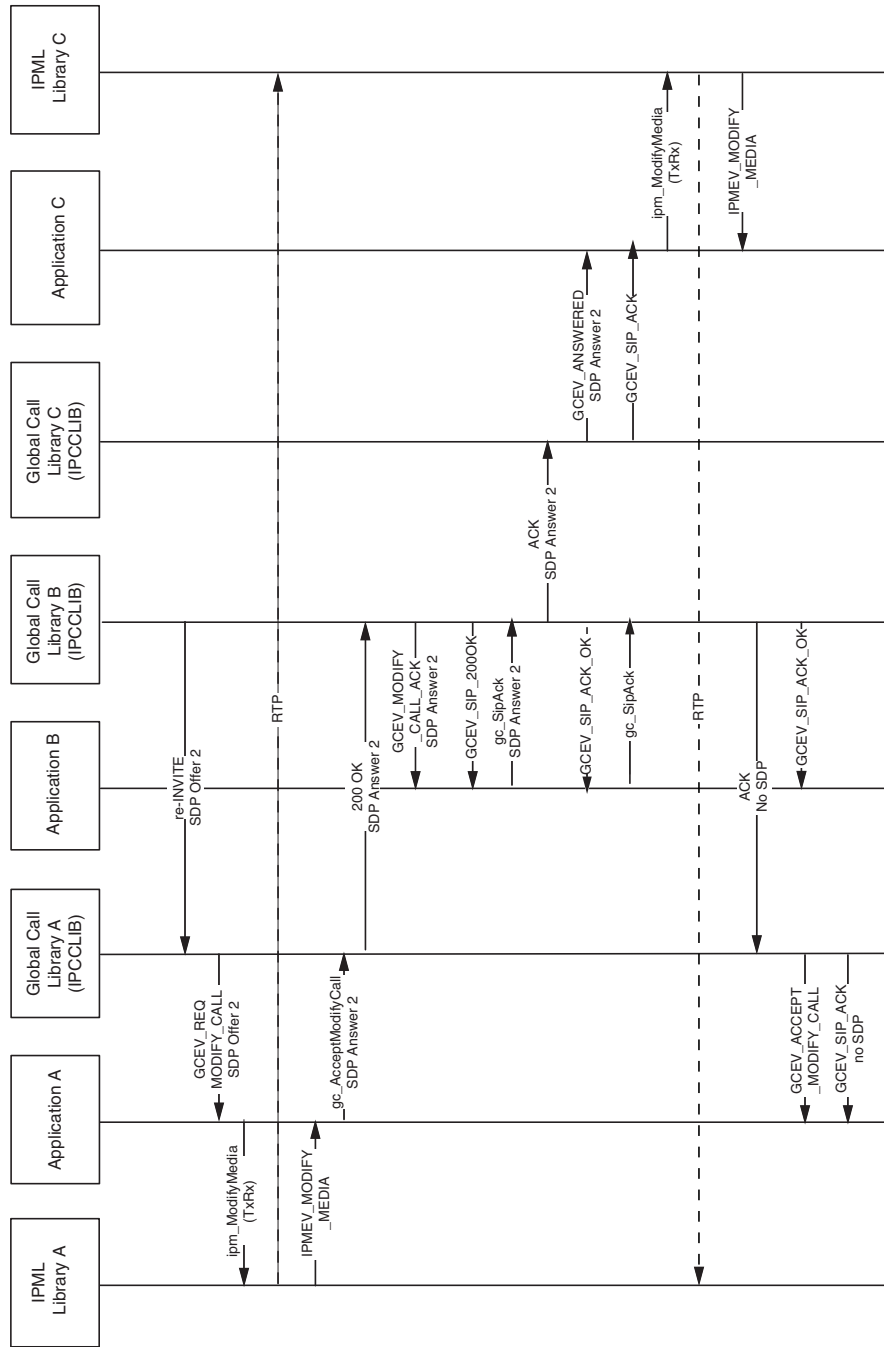 IPML
Library A
Application A
Global Call
Library A
(IPCCLIB)
Application B
Global Call
Library B
(IPCCLIB)
Global Call
Library C
(IPCCLIB)
Application C
IPML
Library C
re-INVITE
SDP Offer 2
GCEV_REQ
MODIFY_CALL
SDP Offer 2
ipm_ModifyMedia
(TxRx)
RTP
IPMEV_MODIFY
_MEDIA
gc_AcceptModifyCall
SDP Answer 2
200 OK
SDP Answer 2
GCEV_MODIFY
_CALL_ACK
SDP Answer 2
GCEV_SIP_200OK
gc_SipAck
SDP Answer 2
ACK
SDP Answer 2
GCEV_SIP_ACK_OK
GCEV_ANSWERED
SDP Answer 2
gc_SipAck
GCEV_SIP_ACK
ipm_ModifyMedia
(TxRx)
RTP
IPMEV_MODIFY
_MEDIA
ACK
No SDP
GCEV_SIP_ACK_OK
GCEV_ACCEPT
_MODIFY_CALL
GCEV_SIP_ACK
no SDP